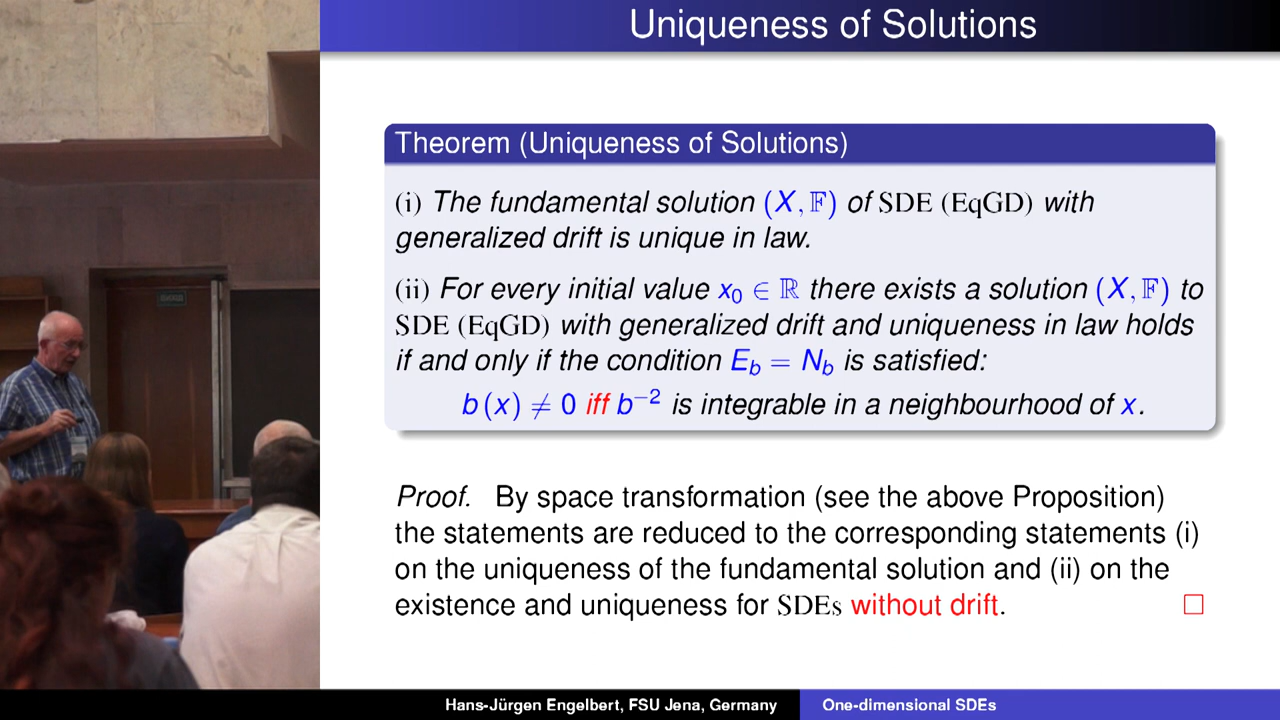 Uniqueness of Solutions
Theorem (Uniqueness of Solutions)
(i) The fundamental solution (X, 𝔽) of SDE (EqGD) with
generalized drift is unique in law.
(ii) For every initial value x₀ ∈ ℝ there exists a solution (X, 𝔽) to
SDE (EqGD) with generalized drift and uniqueness in law holds
if and only if the condition E_b = N_b is satisfied:
b(x) ≠ 0 iff b⁻² is integrable in a neighbourhood of x.
Proof. By space transformation (see the above Proposition)
the statements are reduced to the corresponding statements (i)
on the uniqueness of the fundamental solution and (ii) on the
existence and uniqueness for SDEs without drift. □
Hans-Jürgen Engelbert, FSU Jena, Germany
One-dimensional SDEs